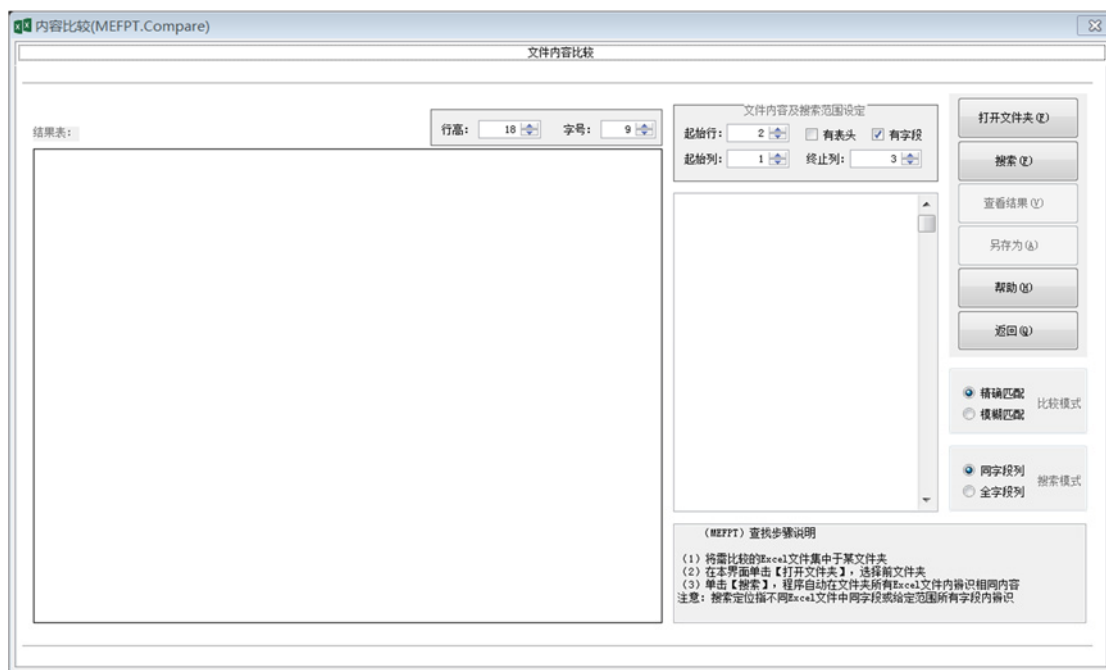 内容比较(MEFPT.Compare)
文件内容比较
结果表：
行高： 18 字号： 9
文件内容及搜索范围设定
起始行： 2 有表头 有字段
起始列： 1 终止列： 3
打开文件夹(F)
搜索(E)
查看结果(V)
另存为(A)
帮助(H)
返回(Q)
精确匹配
模糊匹配
比较模式
同字段列
全字段列
搜索模式
(MEFPT) 查找步骤说明
(1) 将需比较的Excel文件集中于某文件夹
(2) 在本界面单击【打开文件夹】，选择前文件夹
(3) 单击【搜索】，程序自动在文件夹所有Excel文件内辨识相同内容
注意：搜索定位指不同Excel文件中同字段或给定范围所有字段内辨识